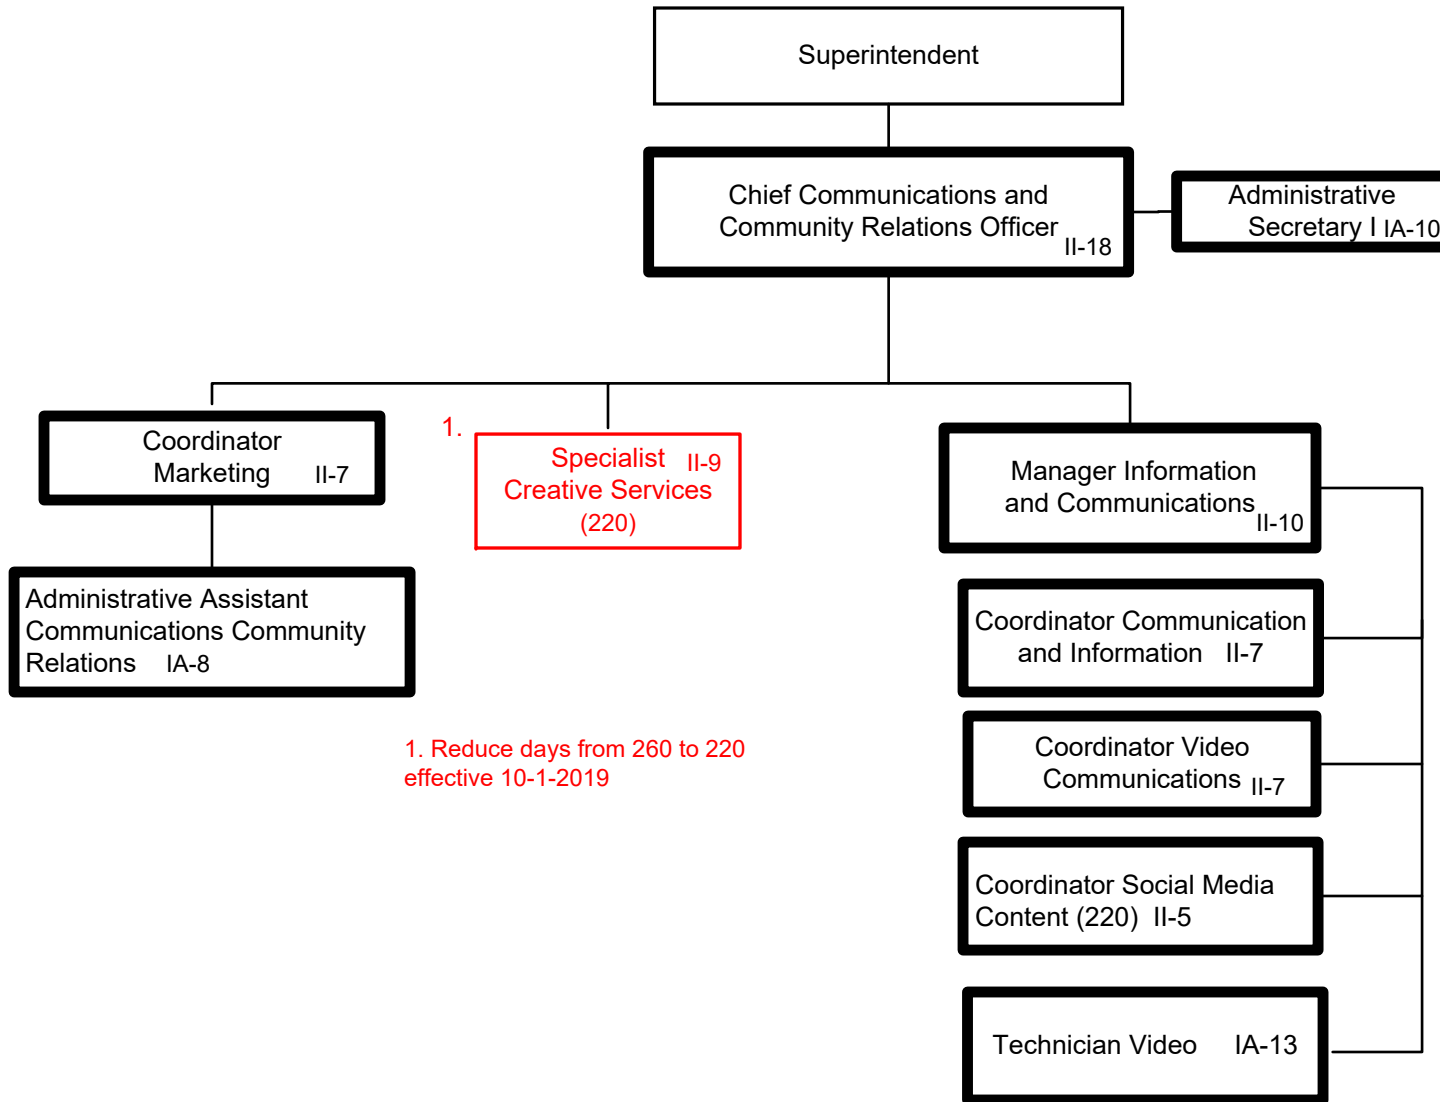 Superintendent
Chief Communications and
Community Relations Officer
II-18
Administrative
Secretary I IA-10
Coordinator
Marketing II-7
1.
Specialist II-9
Creative Services
(220)
Manager Information
and Communications
II-10
Administrative Assistant
Communications Community
Relations IA-8
Coordinator Communication
and Information II-7
1. Reduce days from 260 to 220
effective 10-1-2019
Coordinator Video
Communications II-7
Coordinator Social Media
Content (220) II-5
Technician Video IA-13